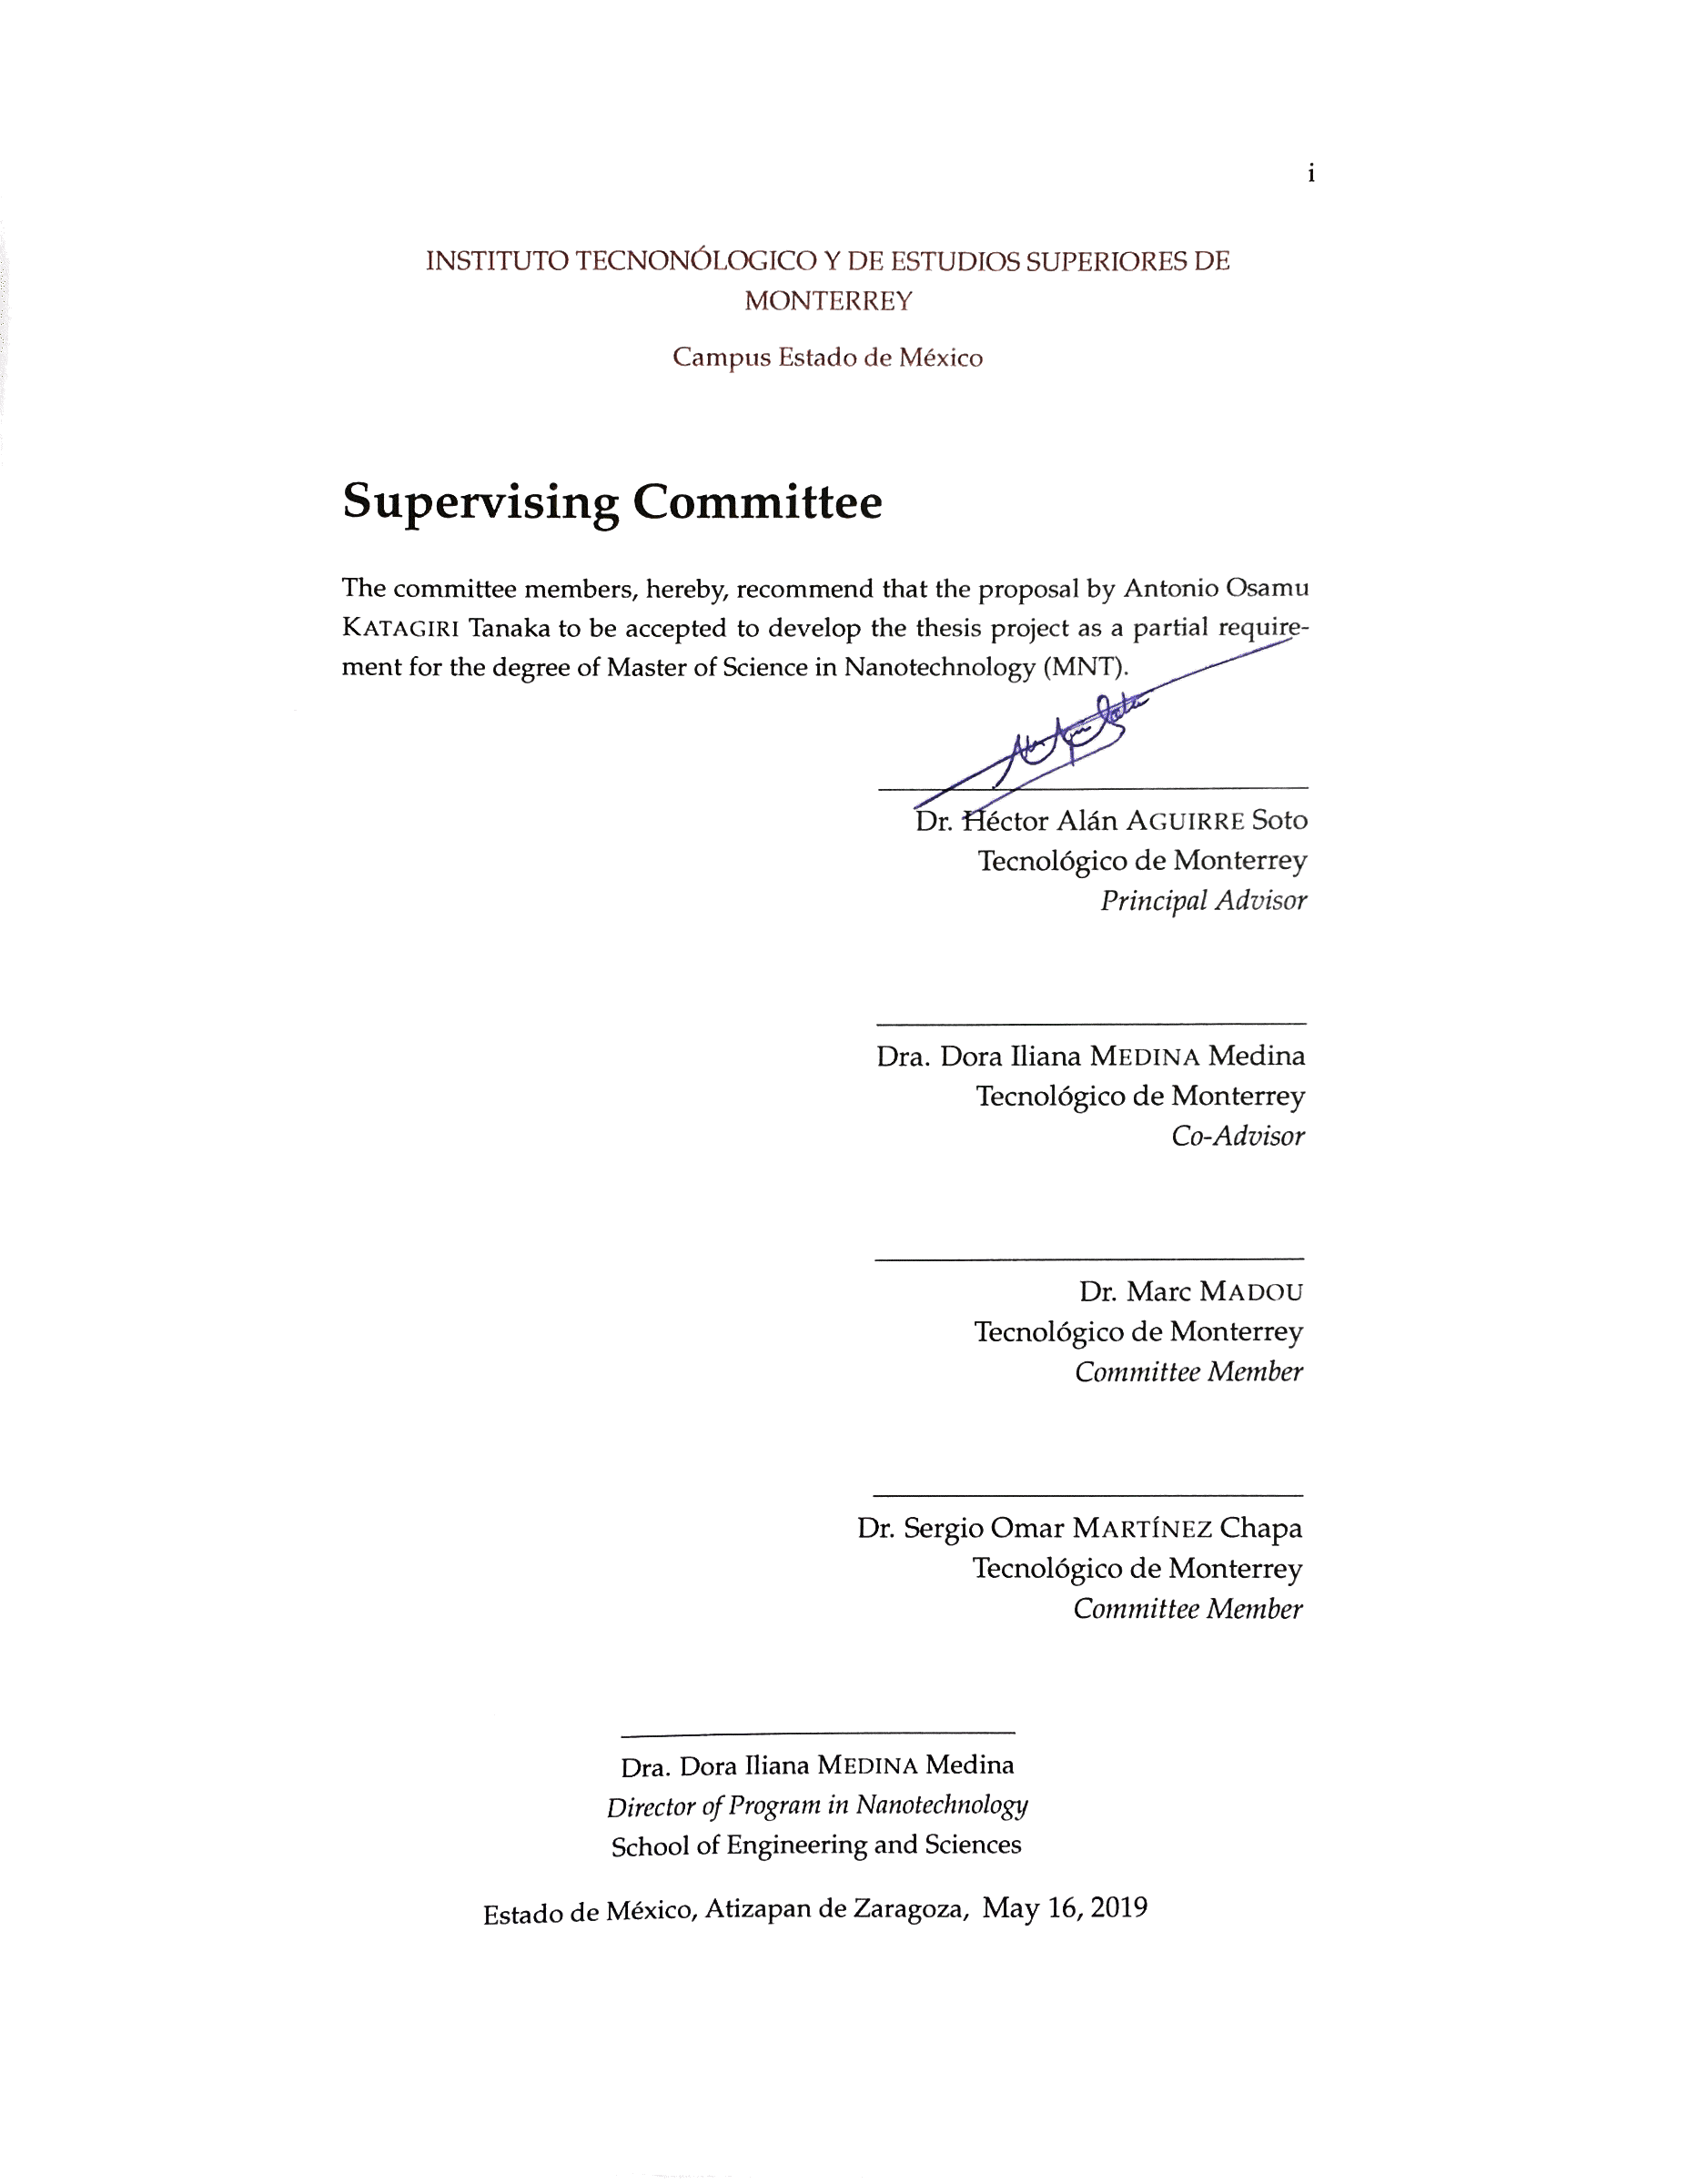 i
INSTITUTO TECNONÓLOGICO Y DE ESTUDIOS SUPERIORES DE
MONTERREY
Campus Estado de México
Supervising Committee
The committee members, hereby, recommend that the proposal by Antonio Osamu
KATAGIRI Tanaka to be accepted to develop the thesis project as a partial require-
ment for the degree of Master of Science in Nanotechnology (MNT).
Dr. Héctor Alán AGUIRRE Soto
Tecnológico de Monterrey
Principal Advisor
Dra. Dora Iliana MEDINA Medina
Tecnológico de Monterrey
Co-Advisor
Dr. Marc MADOU
Tecnológico de Monterrey
Committee Member
Dr. Sergio Omar MARTÍNEZ Chapa
Tecnológico de Monterrey
Committee Member
Dra. Dora Iliana MEDINA Medina
Director of Program in Nanotechnology
School of Engineering and Sciences
Estado de México, Atizapan de Zaragoza, May 16, 2019